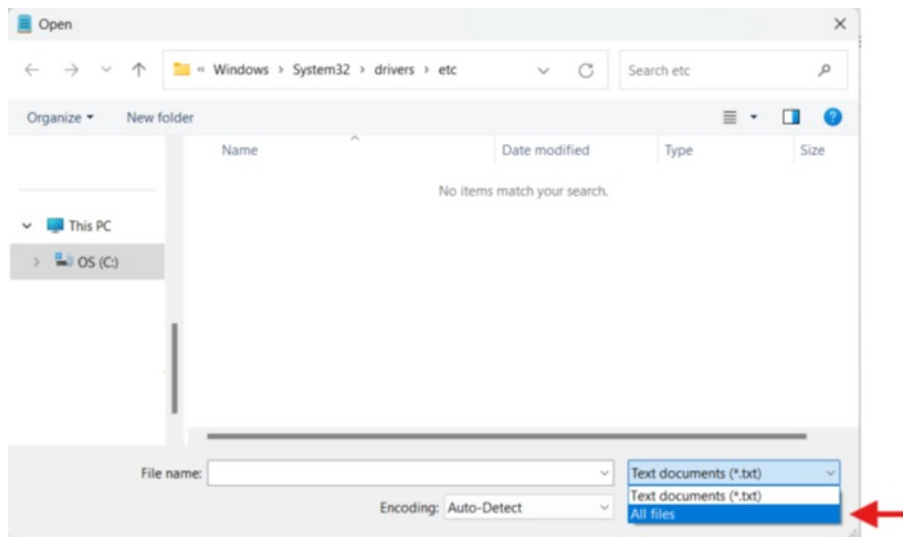 Open
« Windows > System32 > drivers > etc
Search etc
Organize
New folder
Name Date modified Type Size
No items match your search.
This PC
OS (C:)
File name:
Text documents (*.txt)
Encoding: Auto-Detect
Text documents (*.txt)
All files